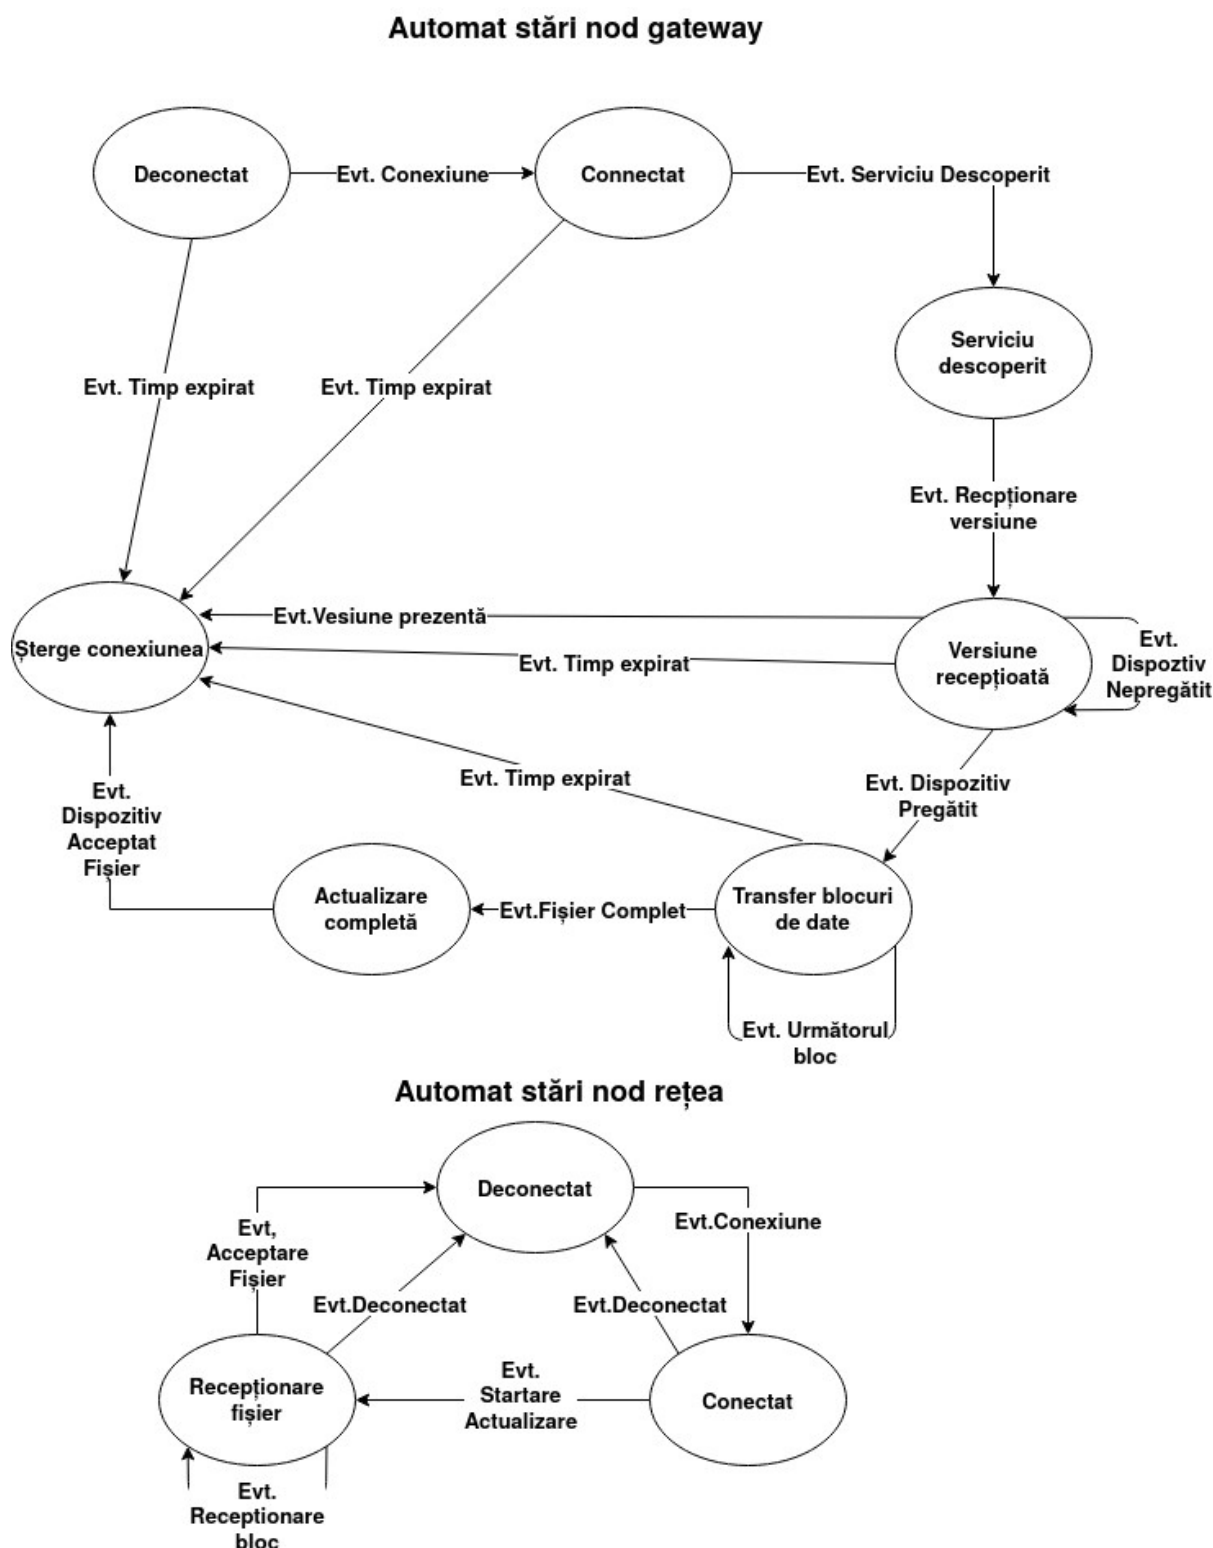 Automat stări nod gateway
Deconectat
Evt. Conexiune
Connectat
Evt. Serviciu Descoperit
Serviciu
descoperit
Evt. Timp expirat
Evt. Timp expirat
Evt. Recpționare
versiune
Evt.Vesiune prezentă
Șterge conexiunea
Evt. Timp expirat
Versiune
recepțioată
Evt.
Dispoztiv
Nepregătit
Evt. Timp expirat
Evt. Dispozitiv
Pregătit
Evt.
Dispozitiv
Acceptat
Fișier
Actualizare
completă
Evt.Fișier Complet
Transfer blocuri
de date
Evt. Următorul
bloc
Automat stări nod rețea
Deconectat
Evt.Conexiune
Evt,
Acceptare
Fișier
Evt.Deconectat
Evt.Deconectat
Recepționare
fișier
Evt.
Startare
Actualizare
Conectat
Evt.
Receptionare
bloc